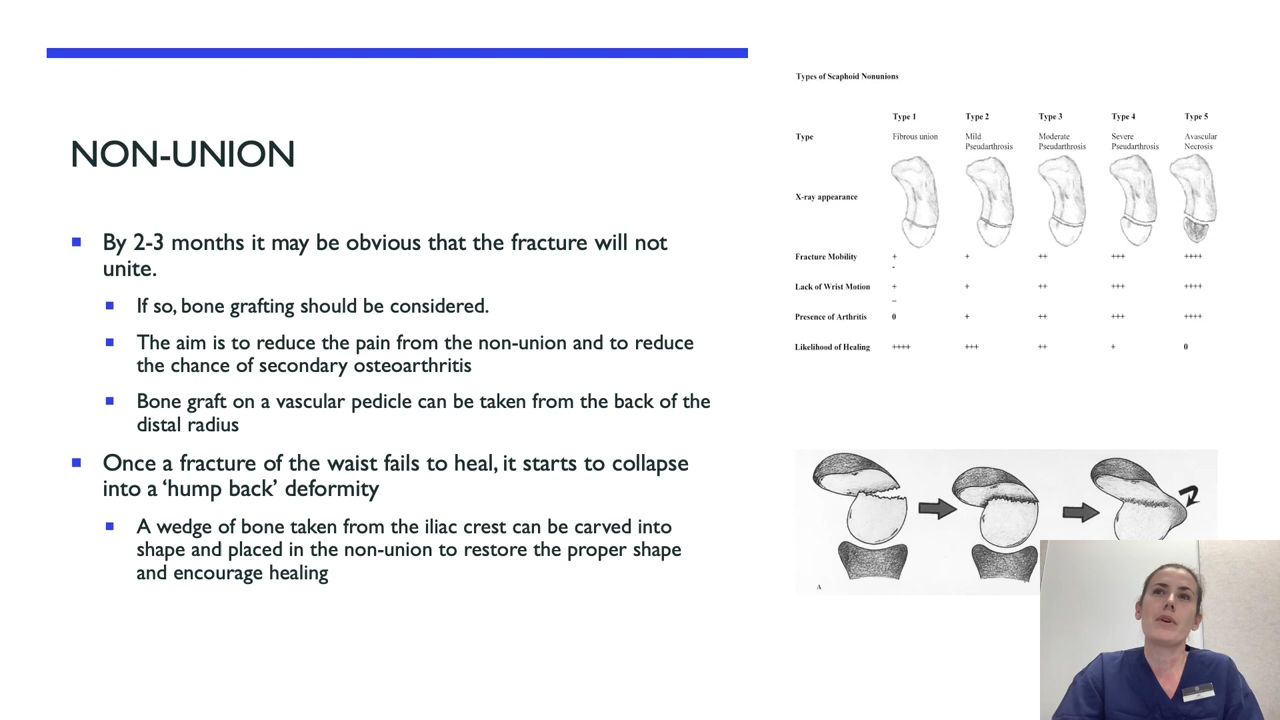 NON-UNION
By 2-3 months it may be obvious that the fracture will not
unite.
If so, bone grafting should be considered.
The aim is to reduce the pain from the non-union and to reduce
the chance of secondary osteoarthritis
Bone graft on a vascular pedicle can be taken from the back of the
distal radius
Once a fracture of the waist fails to heal, it starts to collapse
into a ‘hump back’ deformity
A wedge of bone taken from the iliac crest can be carved into
shape and placed in the non-union to restore the proper shape
and encourage healing
Types of Scaphoid Nonunions
Type 1 Type 2 Type 3 Type 4 Type 5
Type Fibrous union Mild Moderate Severe Avascular
Pseudarthrosis Pseudarthrosis Pseudarthrosis Necrosis
X-ray appearance
Fracture Mobility + + ++ +++ ++++
-
Lack of Wrist Motion + + ++ +++ ++++
–
Presence of Arthritis 0 + ++ +++ ++++
Likelihood of Healing ++++ +++ ++ + 0
A